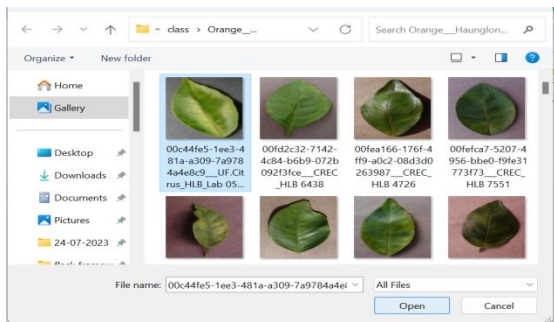 « class › Orange__...
Search Orange__Haunglon...
Organize
New folder
Home
Gallery
Desktop
Downloads
Documents
Pictures
24-07-2023
00c44fe5-1ee3-4
81a-a309-7a978
4a4e8c9___UF.Cit
rus_HLB_Lab 05...
00fd2c32-7142-
4c84-b6b9-072b
092f3fce___CREC
_HLB 6438
00fea166-176f-4
ff9-a0c2-08d3d0
263987___CREC_
HLB 4726
00fefca7-5207-4
956-bbe0-f9fe31
773f73___CREC_
HLB 7551
File name: 00c44fe5-1ee3-481a-a309-7a9784a4e8
All Files
Open
Cancel